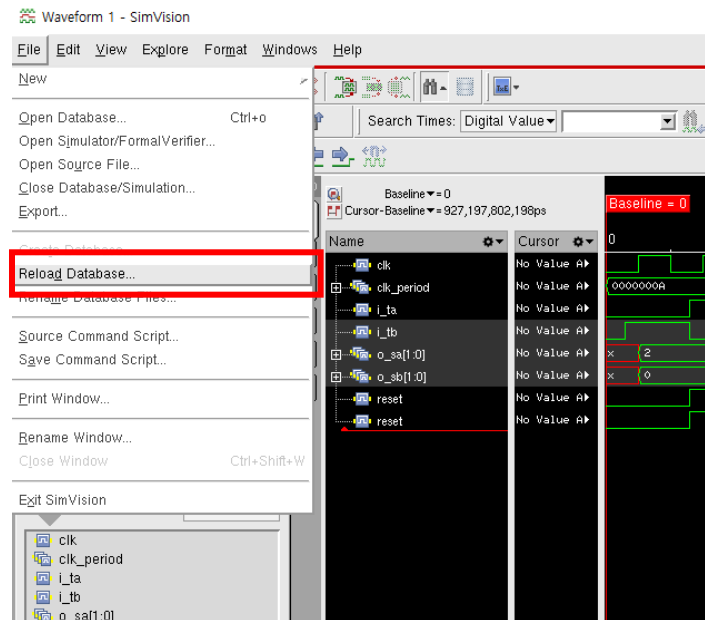 Waveform 1 - SimVision
File Edit View Explore Format Windows Help
New
Open Database... Ctrl+o
Open Simulator/FormalVerifier...
Open Source File...
Close Database/Simulation...
Export...
Create Database...
Reload Database...
Rename Database Files...
Source Command Script...
Save Command Script...
Print Window...
Rename Window...
Close Window Ctrl+Shift+W
Exit SimVision
clk
clk_period
i_ta
i_tb
o_sa[1:0]
Search Times: Digital Value
Baseline = 0
Cursor-Baseline = 927,197,802,198ps
Baseline = 0
Name Cursor 0
clk No Value A
clk_period No Value A 0000000A
i_ta No Value A
i_tb No Value A
o_sa[1:0] No Value A x 2
o_sb[1:0] No Value A x 0
reset No Value A
reset No Value A